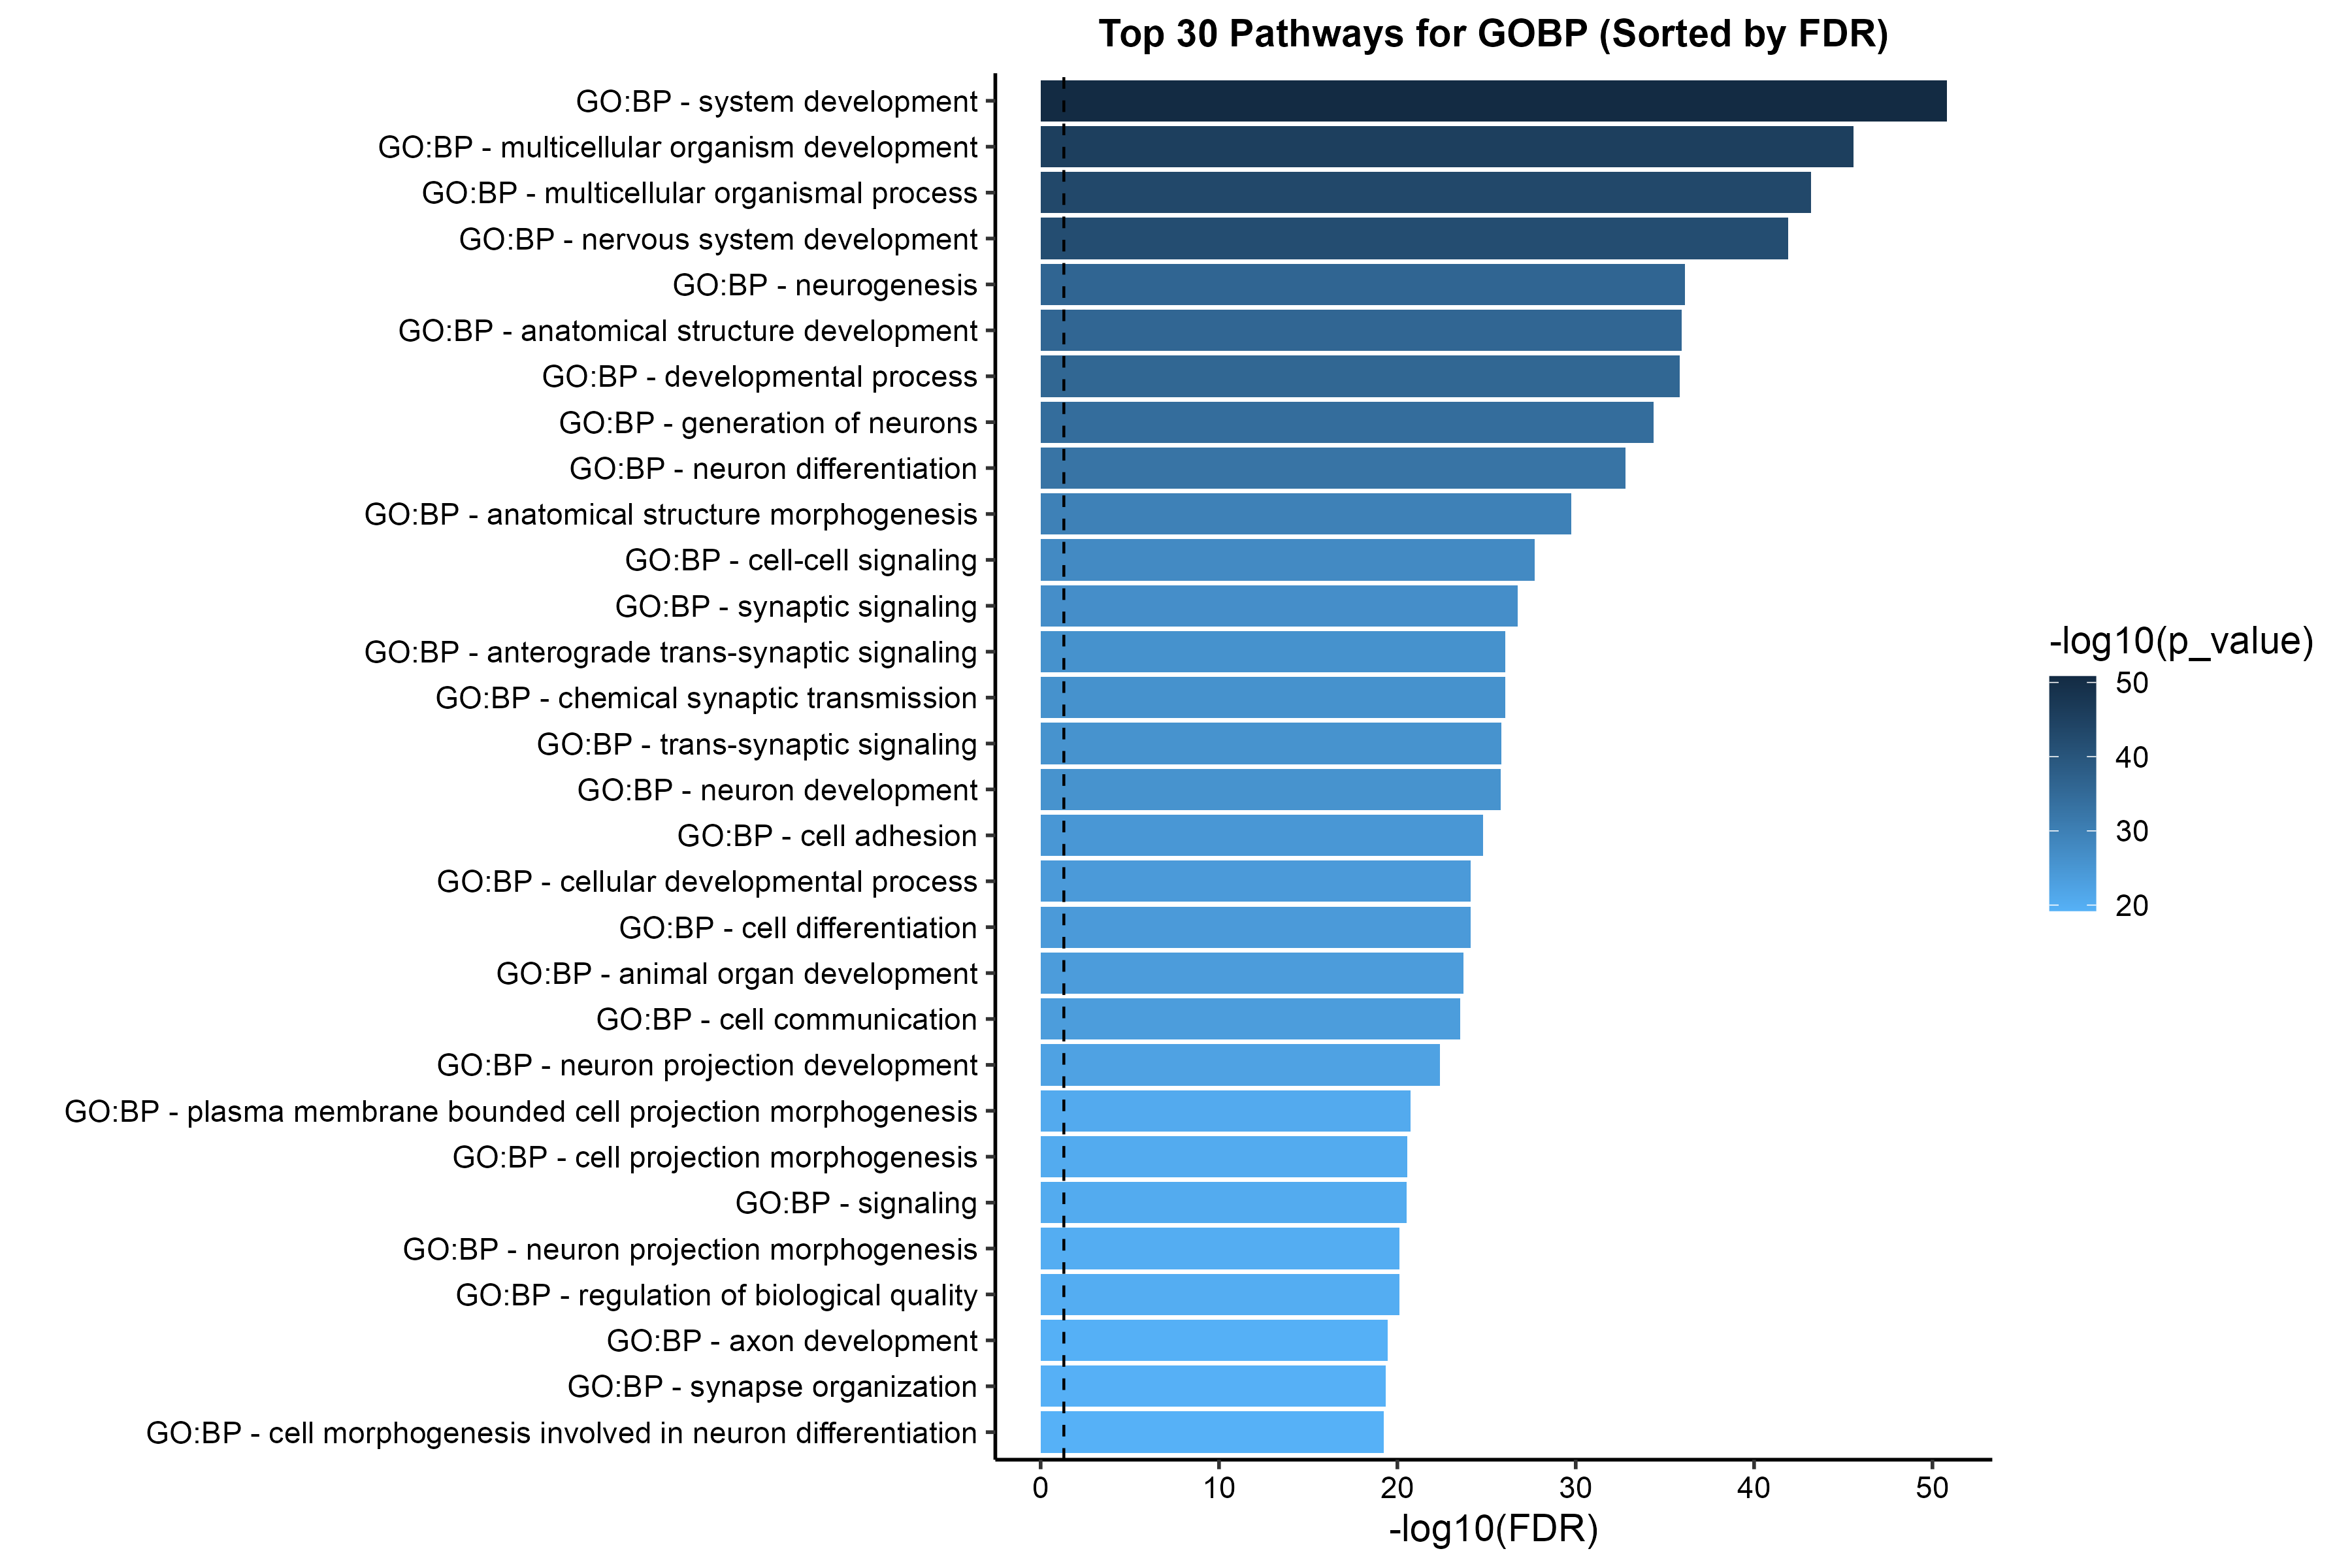 Top 30 Pathways for GOBP (Sorted by FDR)
GO:BP - system development
GO:BP - multicellular organism development
GO:BP - multicellular organismal process
GO:BP - nervous system development
GO:BP - neurogenesis
GO:BP - anatomical structure development
GO:BP - developmental process
GO:BP - generation of neurons
GO:BP - neuron differentiation
GO:BP - anatomical structure morphogenesis
GO:BP - cell-cell signaling
GO:BP - synaptic signaling
GO:BP - anterograde trans-synaptic signaling
GO:BP - chemical synaptic transmission
GO:BP - trans-synaptic signaling
GO:BP - neuron development
GO:BP - cell adhesion
GO:BP - cellular developmental process
GO:BP - cell differentiation
GO:BP - animal organ development
GO:BP - cell communication
GO:BP - neuron projection development
GO:BP - plasma membrane bounded cell projection morphogenesis
GO:BP - cell projection morphogenesis
GO:BP - signaling
GO:BP - neuron projection morphogenesis
GO:BP - regulation of biological quality
GO:BP - axon development
GO:BP - synapse organization
GO:BP - cell morphogenesis involved in neuron differentiation
0 10 20 30 40 50
-log10(FDR)
-log10(p_value)
50
40
30
20